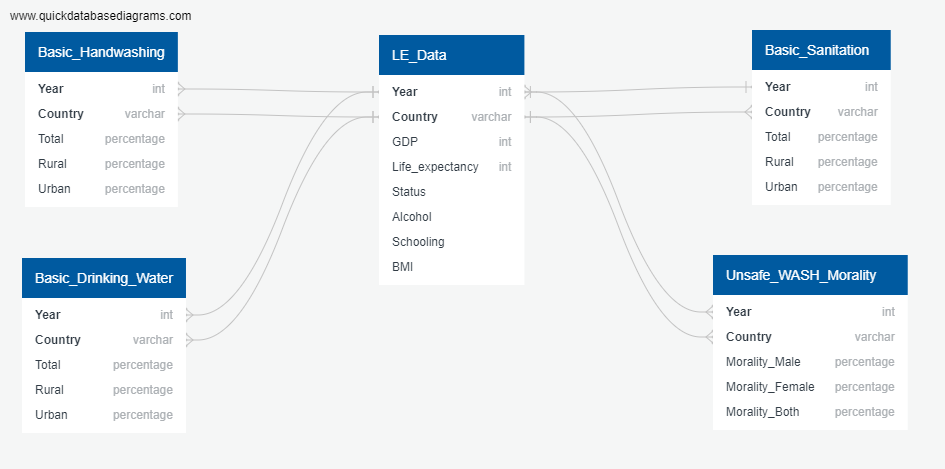 www.quickdatabasediagrams.com
Basic_Handwashing
Year int
Country varchar
Total percentage
Rural percentage
Urban percentage
LE_Data
Year int
Country varchar
GDP int
Life_expectancy int
Status
Alcohol
Schooling
BMI
Basic_Sanitation
Year int
Country varchar
Total percentage
Rural percentage
Urban percentage
Basic_Drinking_Water
Year int
Country varchar
Total percentage
Rural percentage
Urban percentage
Unsafe_WASH_Morality
Year int
Country varchar
Morality_Male percentage
Morality_Female percentage
Morality_Both percentage